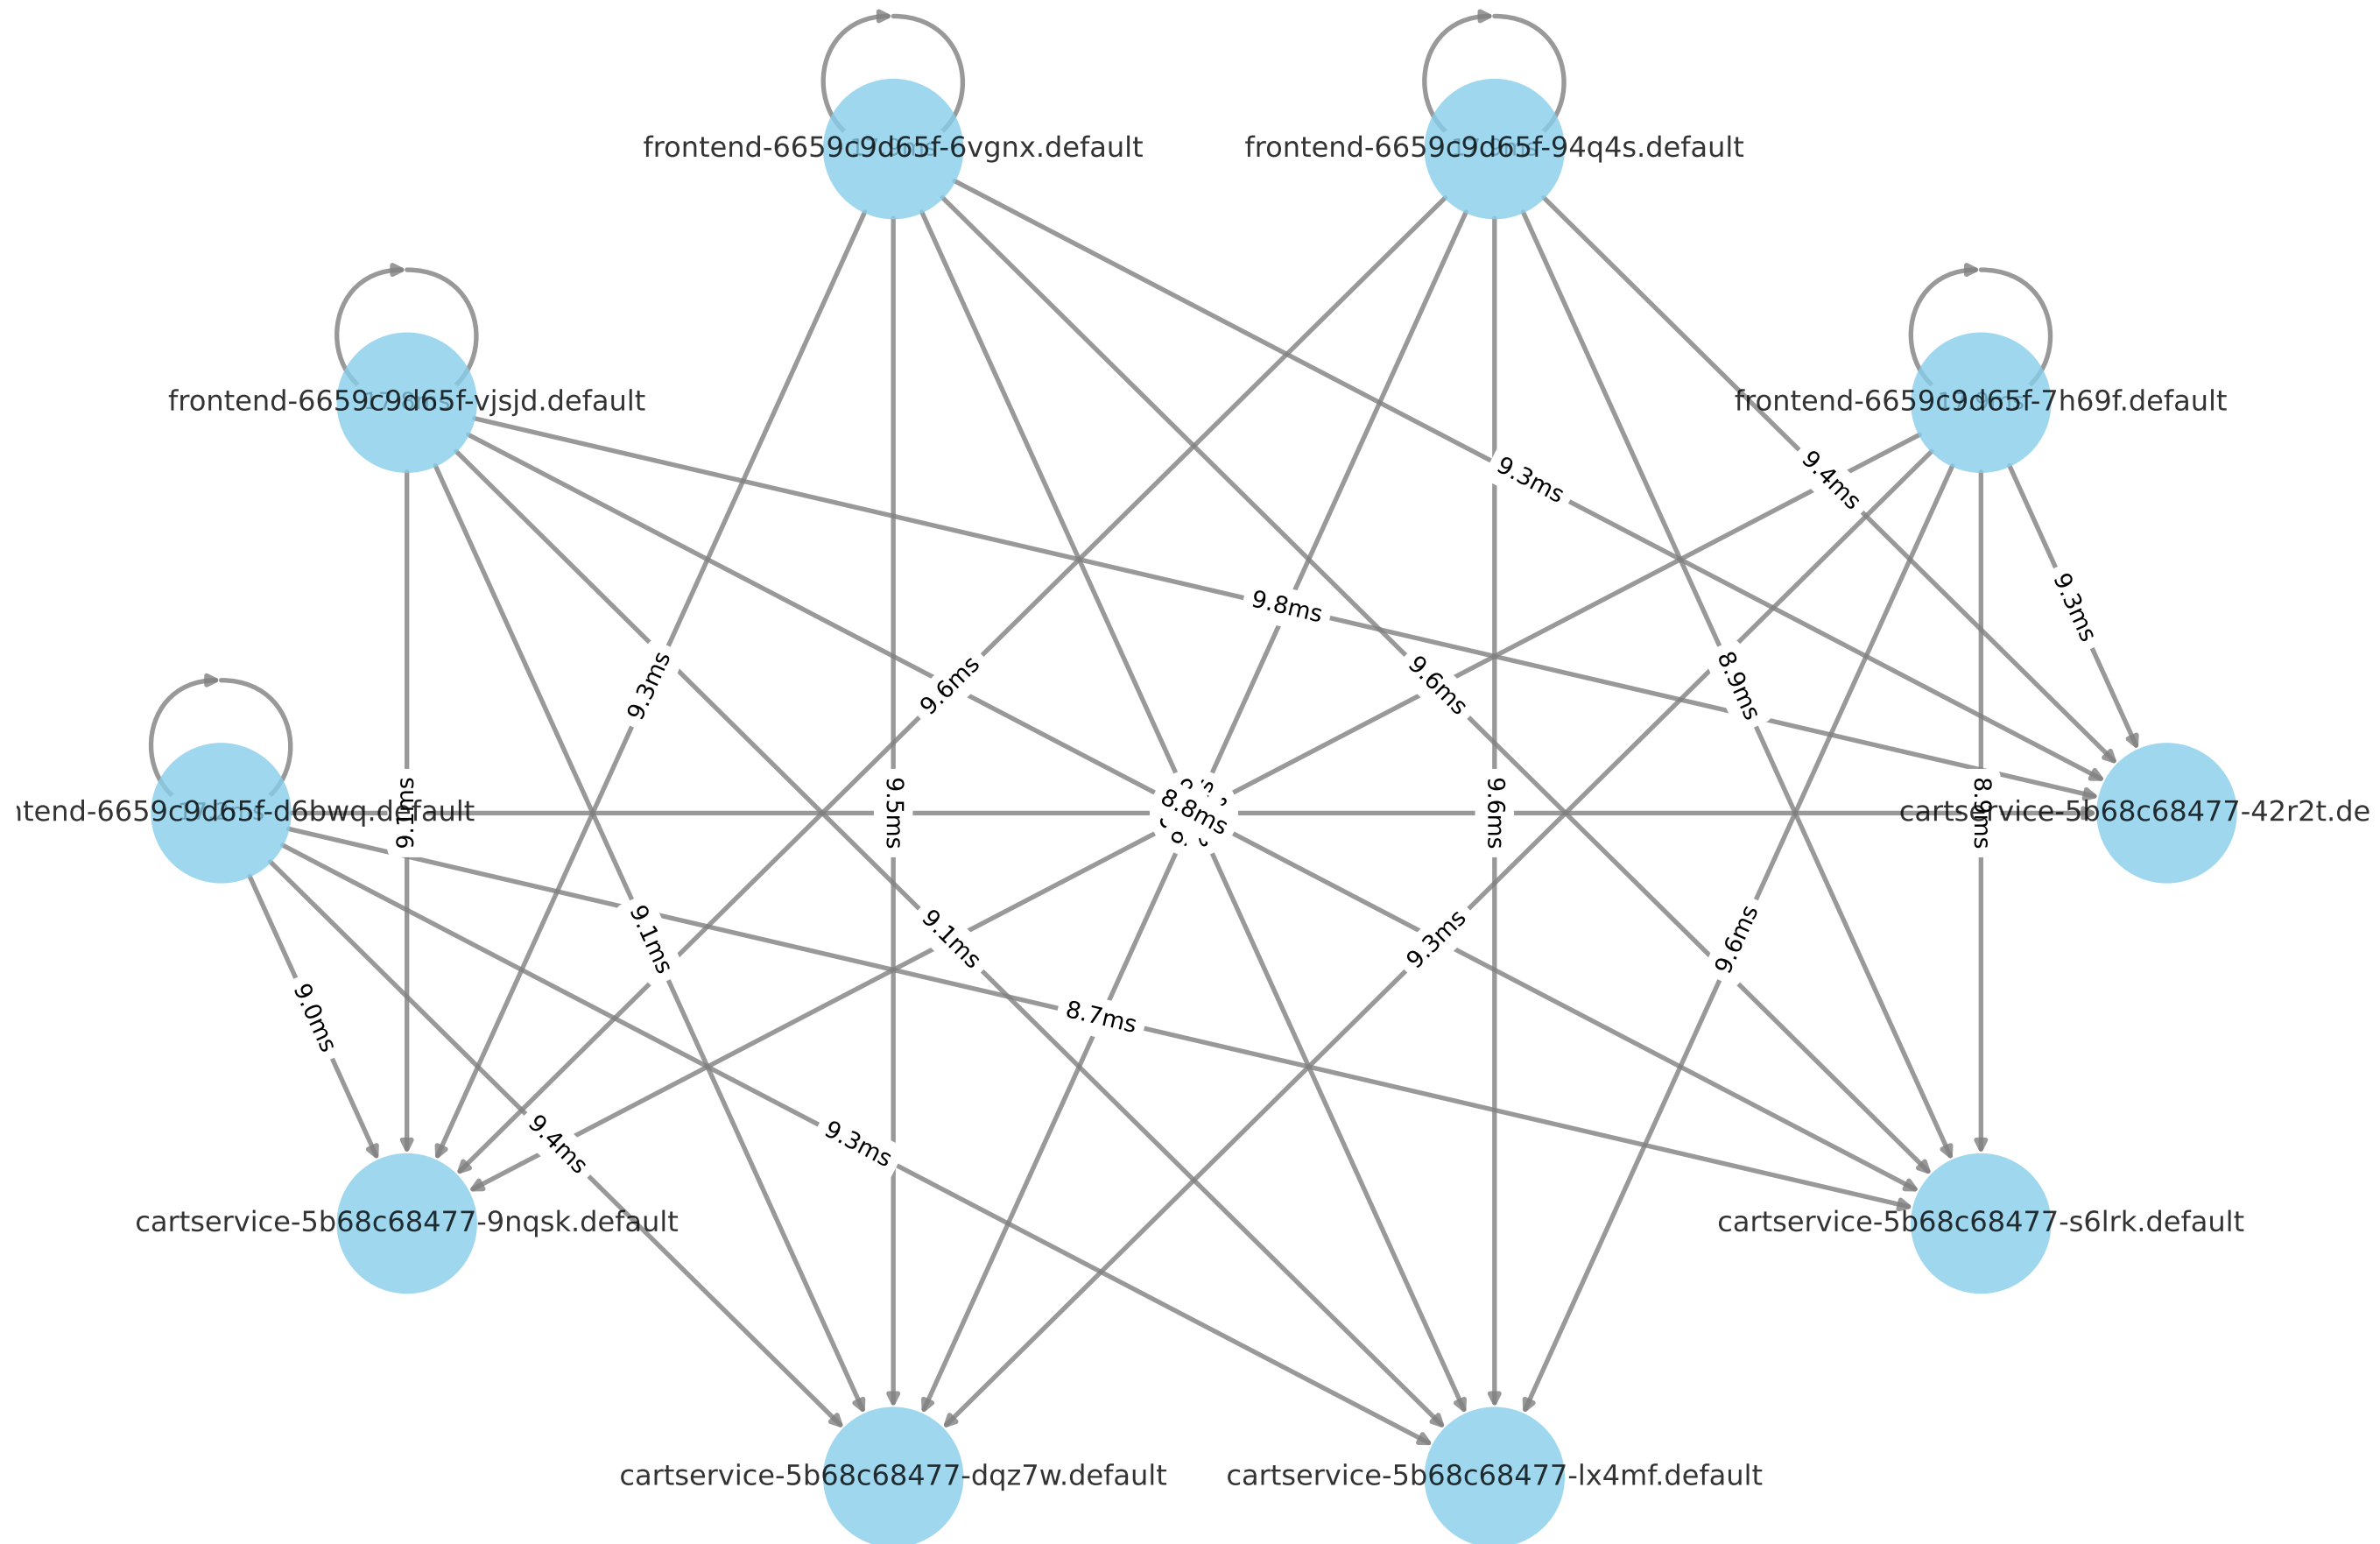 frontend-6659c9d65f-6vgnx.default
frontend-6659c9d65f-94q4s.default
frontend-6659c9d65f-vjsjd.default
frontend-6659c9d65f-7h69f.default
9.3ms
9.4ms
9.8ms
9.3ms
9.3ms
9.6ms
9.6ms
8.9ms
ntend-6659c9d65f-d6bwq.default
9.1ms
9.5ms
8.8ms
9.6ms
8.9ms
cartservice-5b68c68477-42r2t.de
9.1ms
9.1ms
9.3ms
9.6ms
9.0ms
8.7ms
9.4ms
9.3ms
cartservice-5b68c68477-9nqsk.default
cartservice-5b68c68477-s6lrk.default
cartservice-5b68c68477-dqz7w.default
cartservice-5b68c68477-lx4mf.default